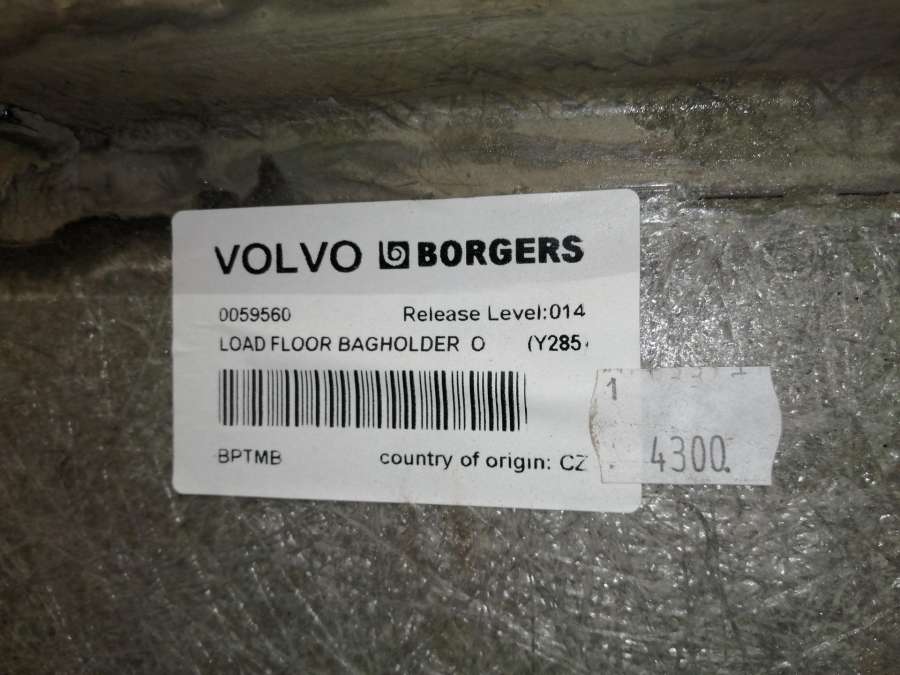 VOLVO BORGERS
0059560 Release Level:014
LOAD FLOOR BAGHOLDER O (Y285
BPTMB country of origin: CZ
1
4300.